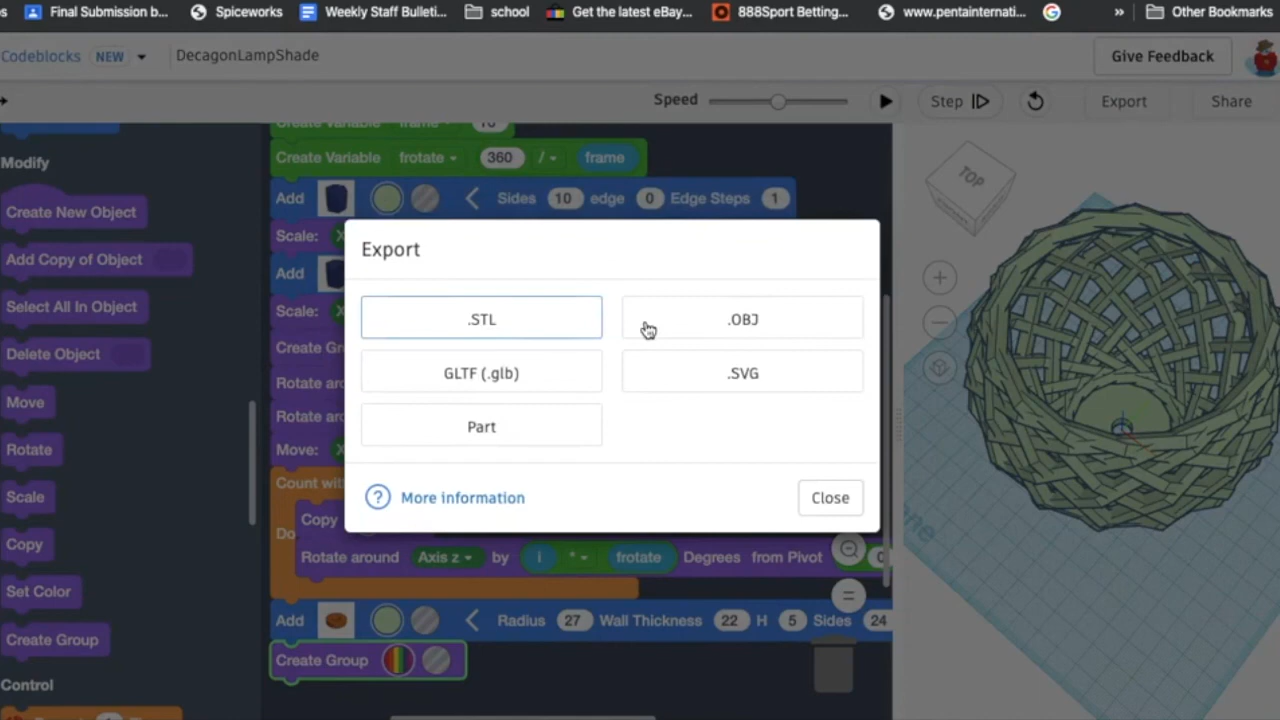 Final Submission b... Spiceworks Weekly Staff Bulleti... school Get the latest eBay... 888Sport Betting... www.pentainternati... » Other Bookmarks
Codeblocks NEW DecagonLampShade Give Feedback
Speed Step Export Share
Create Variable frame 10
Modify
Create Variable frotate 360 / frame
Create New Object
Add Sides 10 edge 0 Edge Steps 1
Scale: X
Add Copy of Object
Add
Select All In Object
Scale: X
Delete Object
Create Gr
Rotate ar
Move
Rotate ar
Rotate
Move: X
Scale
Count wit
Copy
Copy
Do
Rotate around Axis z by i * frotate Degrees from Pivot
Set Color
Add Radius 27 Wall Thickness 22 H 5 Sides 24
Create Group
Create Group
Control
Export
.STL .OBJ
GLTF (.glb) .SVG
Part
? More information Close
TOP